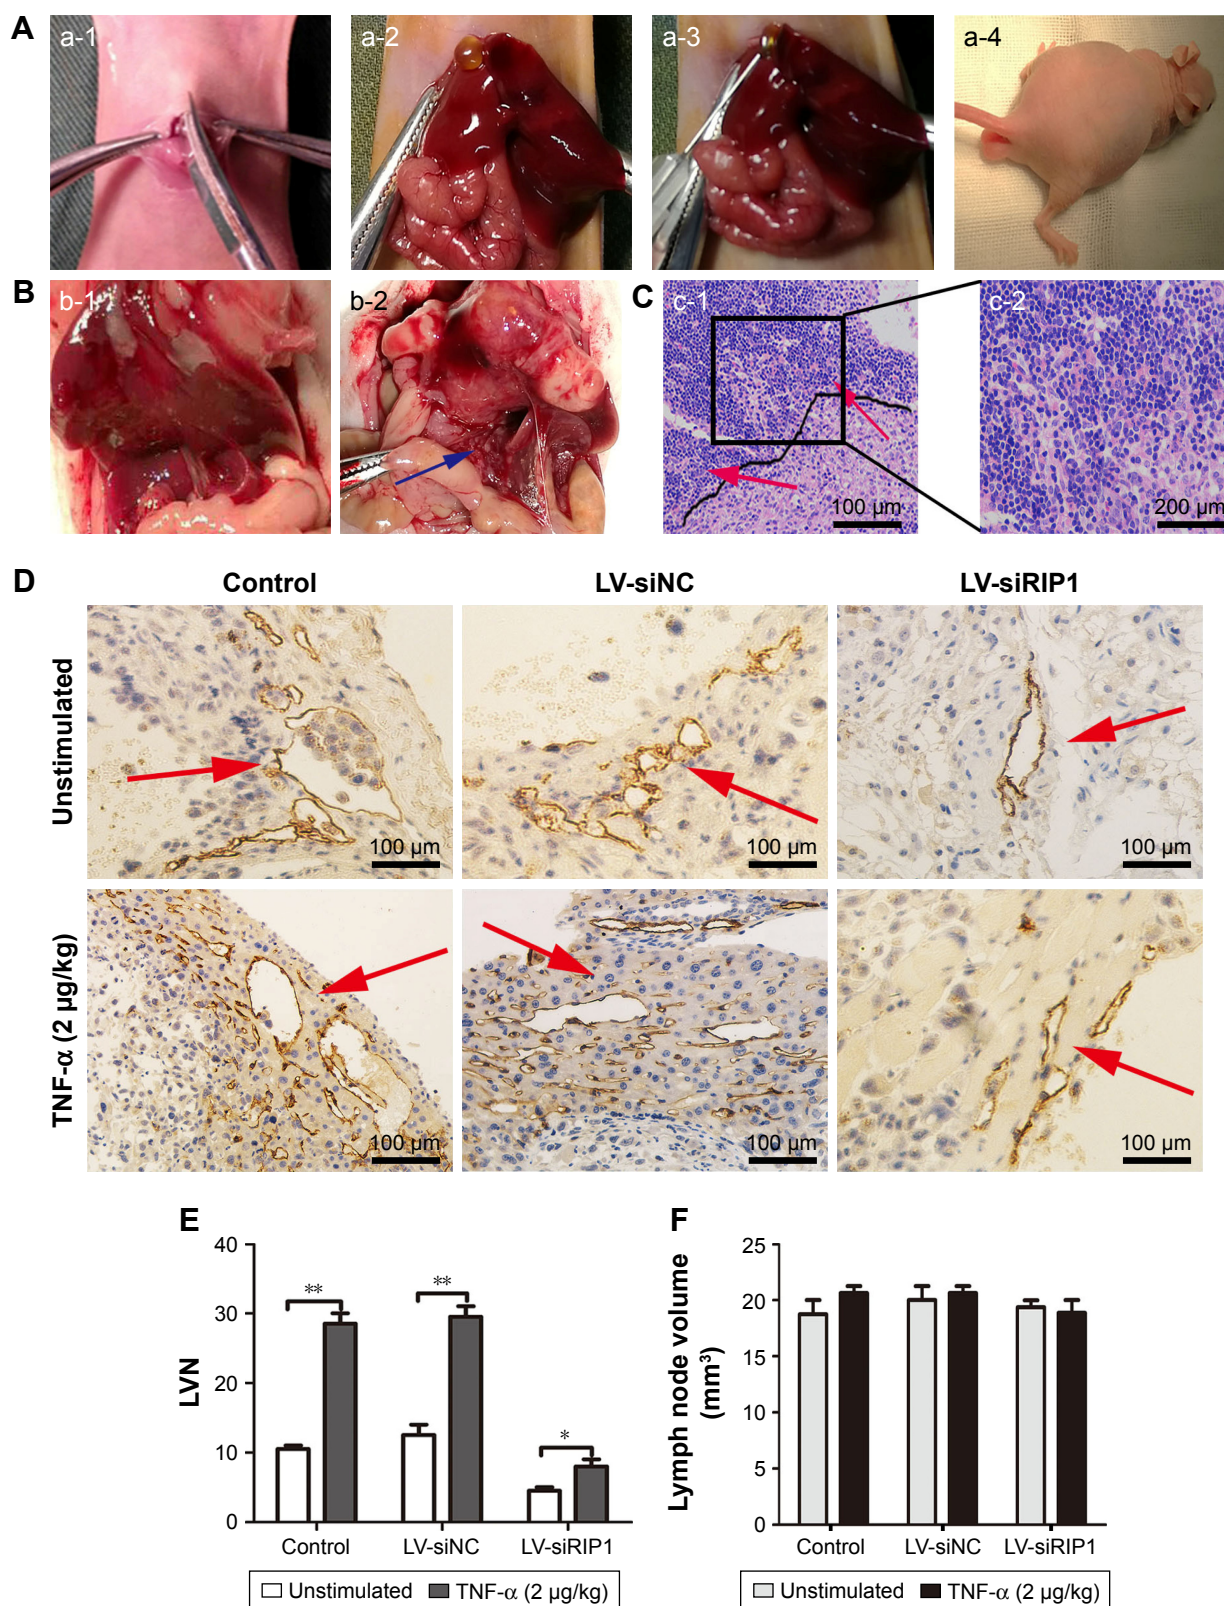 A
a-1
a-2
a-3
a-4
B
b-1
b-2
C
c-1
100 µm
c-2
200 µm
D
Control
LV-siNC
LV-siRIP1
Unstimulated
100 µm
100 µm
100 µm
TNF-α (2 µg/kg)
100 µm
100 µm
100 µm
E
LVN
40
30
20
10
0
**
**
*
Control
LV-siNC
LV-siRIP1
Unstimulated
TNF-α (2 µg/kg)
F
Lymph node volume
(mm³)
25
20
15
10
5
0
Control
LV-siNC
LV-siRIP1
Unstimulated
TNF-α (2 µg/kg)